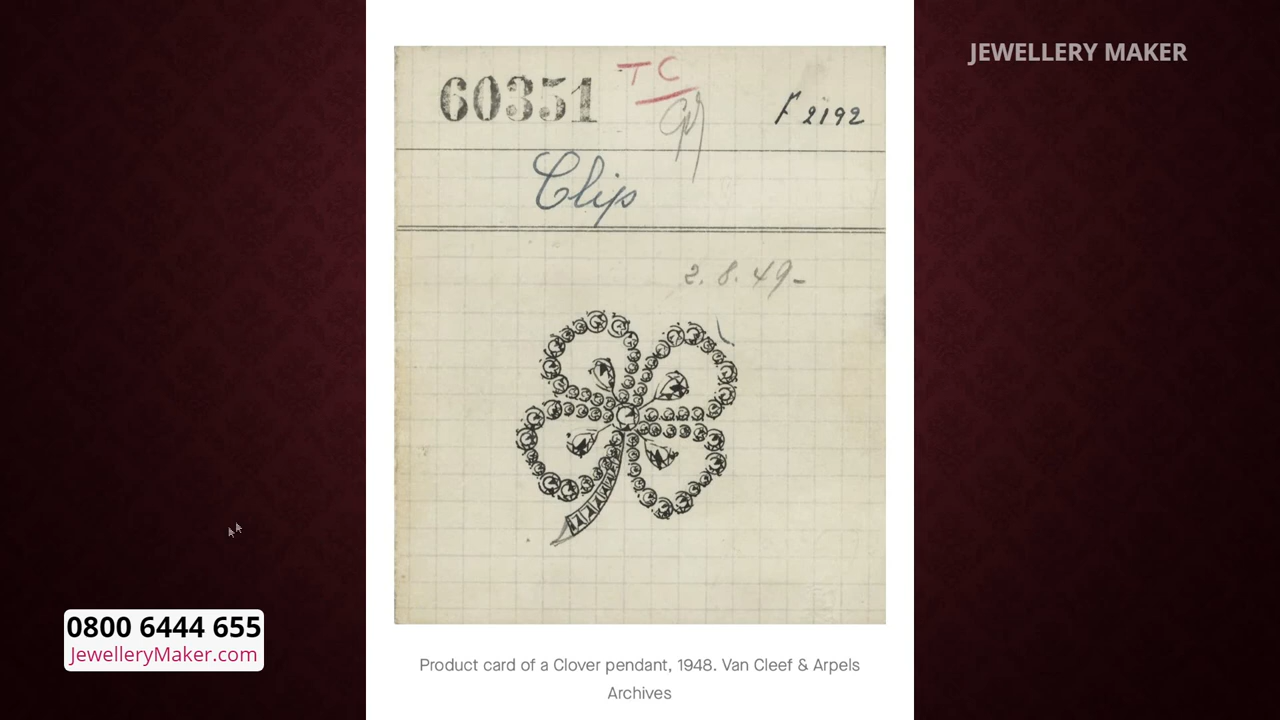 JEWELLERY MAKER
60351
TC
F 2192
Clip
2.8.49-
0800 6444 655
JewelleryMaker.com
Product card of a Clover pendant, 1948. Van Cleef & Arpels
Archives